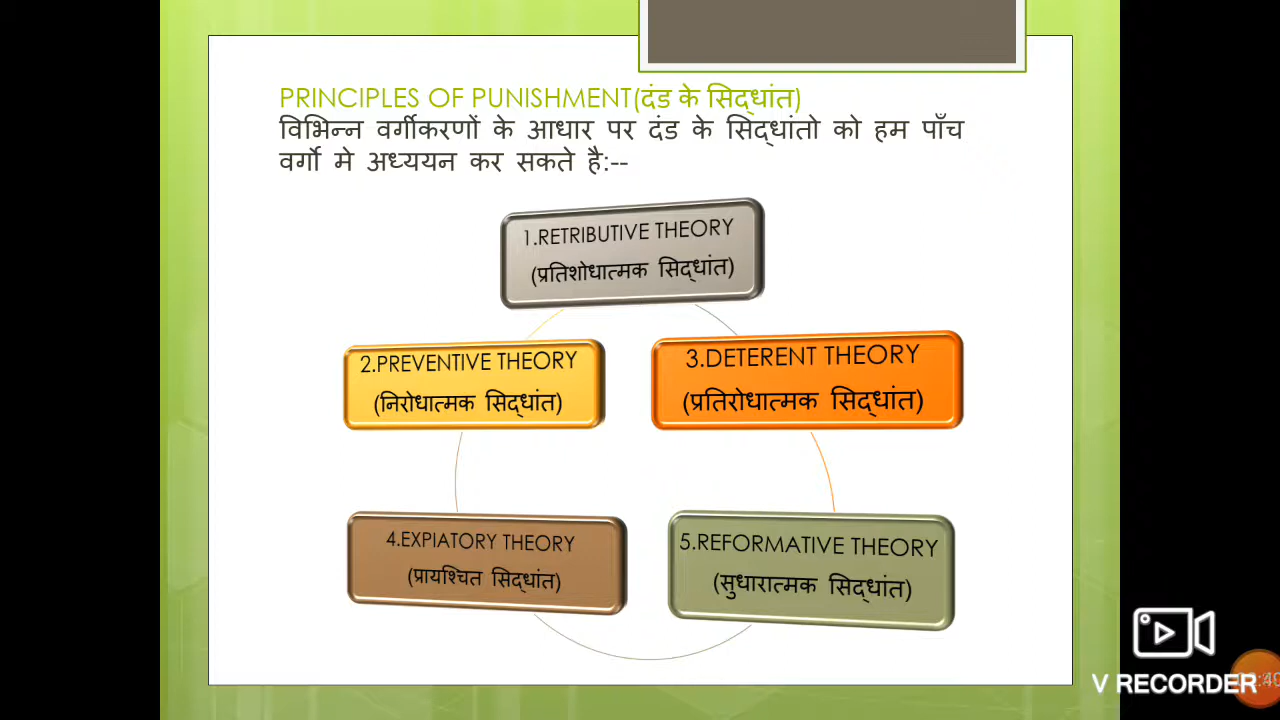 PRINCIPLES OF PUNISHMENT(दंड के सिद्धांत)
विभिन्न वर्गीकरणों के आधार पर दंड के सिद्धांतो को हम पाँच
वर्गो मे अध्ययन कर सकते है:--
1.RETRIBUTIVE THEORY
(प्रतिशोधात्मक सिद्धांत)
2.PREVENTIVE THEORY
(निरोधात्मक सिद्धांत)
3.DETERENT THEORY
(प्रतिरोधात्मक सिद्धांत)
4.EXPIATORY THEORY
(प्रायश्चित सिद्धांत)
5.REFORMATIVE THEORY
(सुधारात्मक सिद्धांत)
V RECORDER